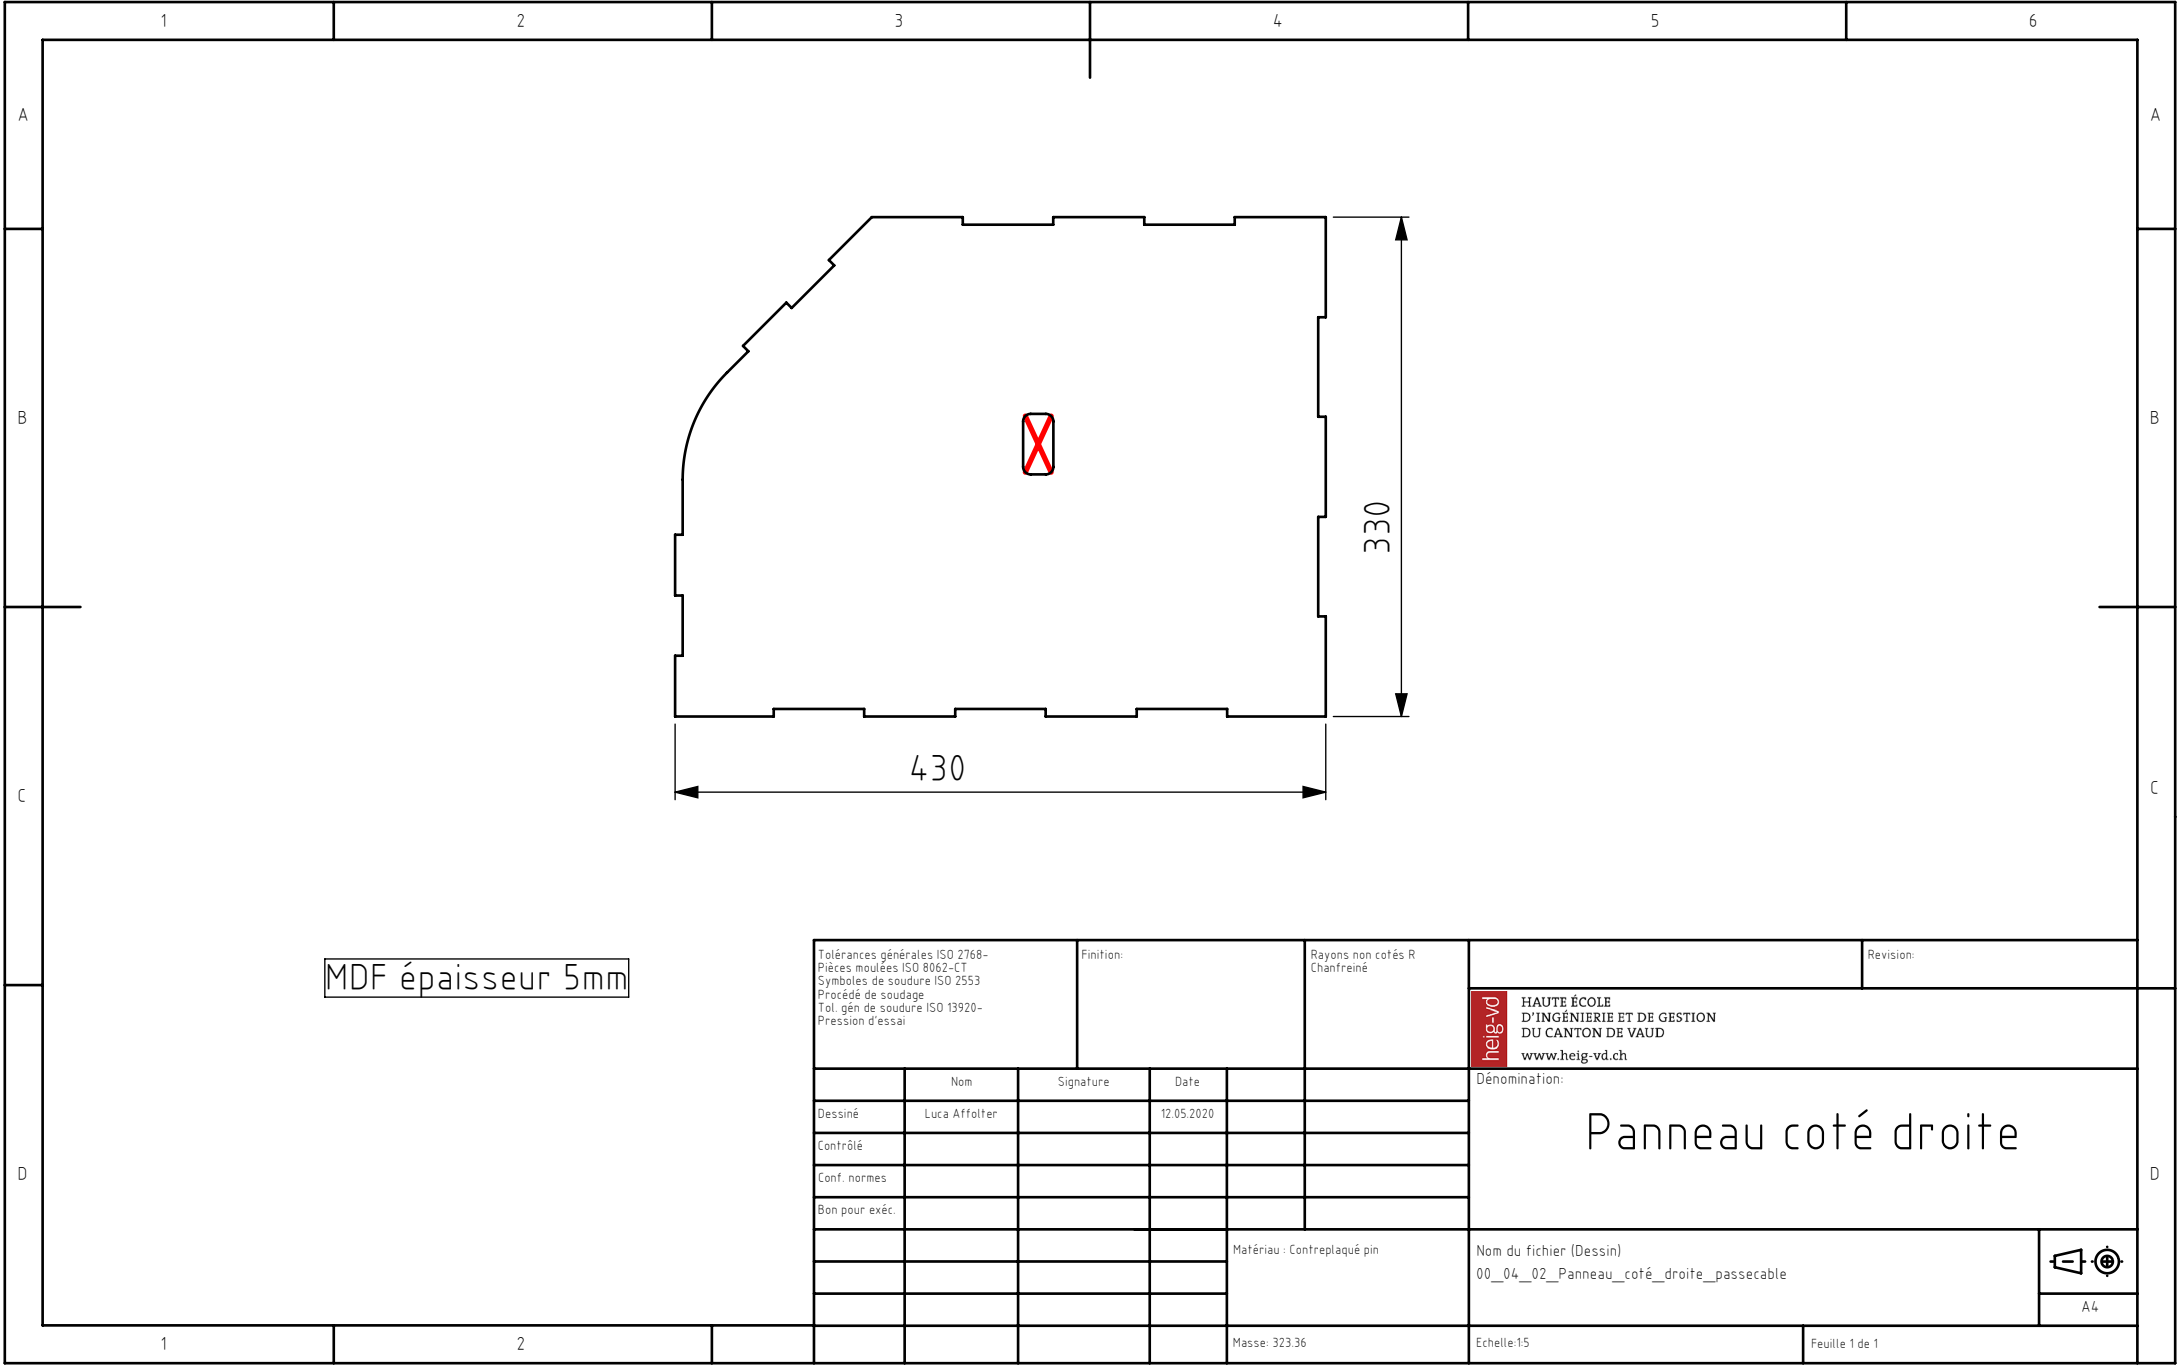 1 2 3 4 5 6
A A
B B
330
430
C C
MDF épaisseur 5mm
Tolérances générales ISO 2768-
Pièces moulées ISO 8062-CT
Symboles de soudure ISO 2553
Procédé de soudage
Tol. gén de soudure ISO 13920-
Pression d'essai
Finition:
Rayons non cotés R
Chanfreiné
Revision:
heig-vd
HAUTE ÉCOLE
D'INGÉNIERIE ET DE GESTION
DU CANTON DE VAUD
www.heig-vd.ch
Nom Signature Date
Dessiné Luca Affolter 12.05.2020
Contrôlé
Conf. normes
Bon pour exéc.
Dénomination:
Panneau coté droite
D D
Matériau : Contreplaqué pin
Nom du fichier (Dessin)
00_04_02_Panneau_coté_droite_passecable
A4
Masse: 323.36
Echelle:1:5
Feuille 1 de 1
1 2